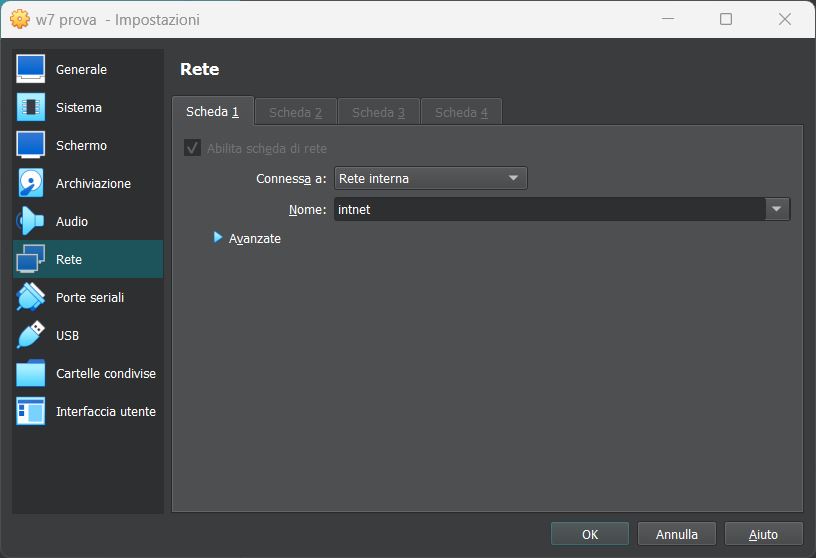 w7 prova - Impostazioni
Generale
Sistema
Schermo
Archiviazione
Audio
Rete
Porte seriali
USB
Cartelle condivise
Interfaccia utente
Rete
Scheda 1 Scheda 2 Scheda 3 Scheda 4
Abilita scheda di rete
Connessa a: Rete interna
Nome: intnet
Avanzate
OK Annulla Aiuto